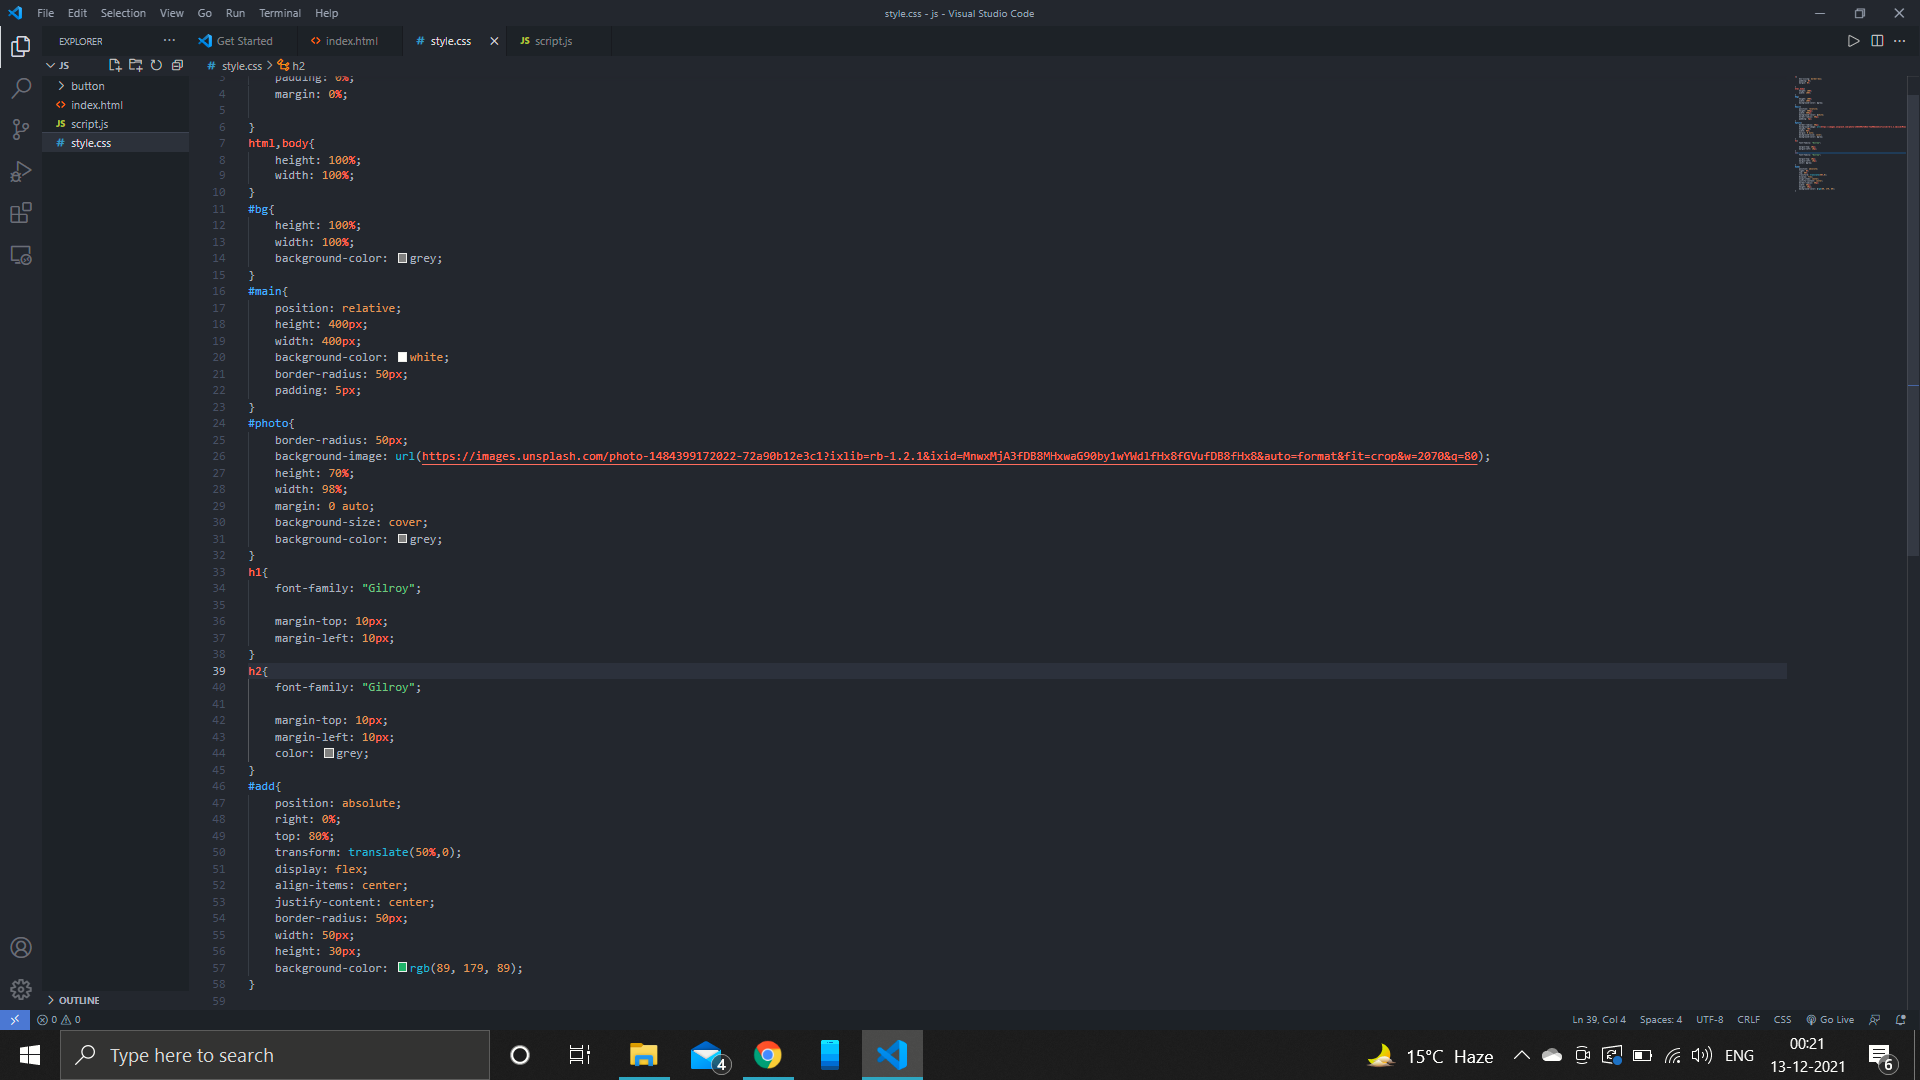 File Edit Selection View Go Run Terminal Help
style.css - js - Visual Studio Code
EXPLORER
Get Started
index.html
style.css
script.js
JS
style.css > h2
button
index.html
script.js
style.css
3 padding: 0%;
4 margin: 0%;
5
6 }
7 html,body{
8 height: 100%;
9 width: 100%;
10 }
11 #bg{
12 height: 100%;
13 width: 100%;
14 background-color: grey;
15 }
16 #main{
17 position: relative;
18 height: 400px;
19 width: 400px;
20 background-color: white;
21 border-radius: 50px;
22 padding: 5px;
23 }
24 #photo{
25 border-radius: 50px;
26 background-image: url(https://images.unsplash.com/photo-1484399172022-72a90b12e3c1?ixlib=rb-1.2.1&ixid=MnwxMjA3fDB8MHxwaG90by1wYWdlfHx8fGVufDB8fHx8&auto=format&fit=crop&w=2070&q=80);
27 height: 70%;
28 width: 98%;
29 margin: 0 auto;
30 background-size: cover;
31 background-color: grey;
32 }
33 h1{
34 font-family: "Gilroy";
35
36 margin-top: 10px;
37 margin-left: 10px;
38 }
39 h2{
40 font-family: "Gilroy";
41
42 margin-top: 10px;
43 margin-left: 10px;
44 color: grey;
45 }
46 #add{
47 position: absolute;
48 right: 0%;
49 top: 80%;
50 transform: translate(50%,0);
51 display: flex;
52 align-items: center;
53 justify-content: center;
54 border-radius: 50px;
55 width: 50px;
56 height: 30px;
57 background-color: rgb(89, 179, 89);
58 }
59
OUTLINE
0 0
Ln 39, Col 4 Spaces: 4 UTF-8 CRLF CSS Go Live
Type here to search
4
15°C Haze
ENG
00:21
13-12-2021
6